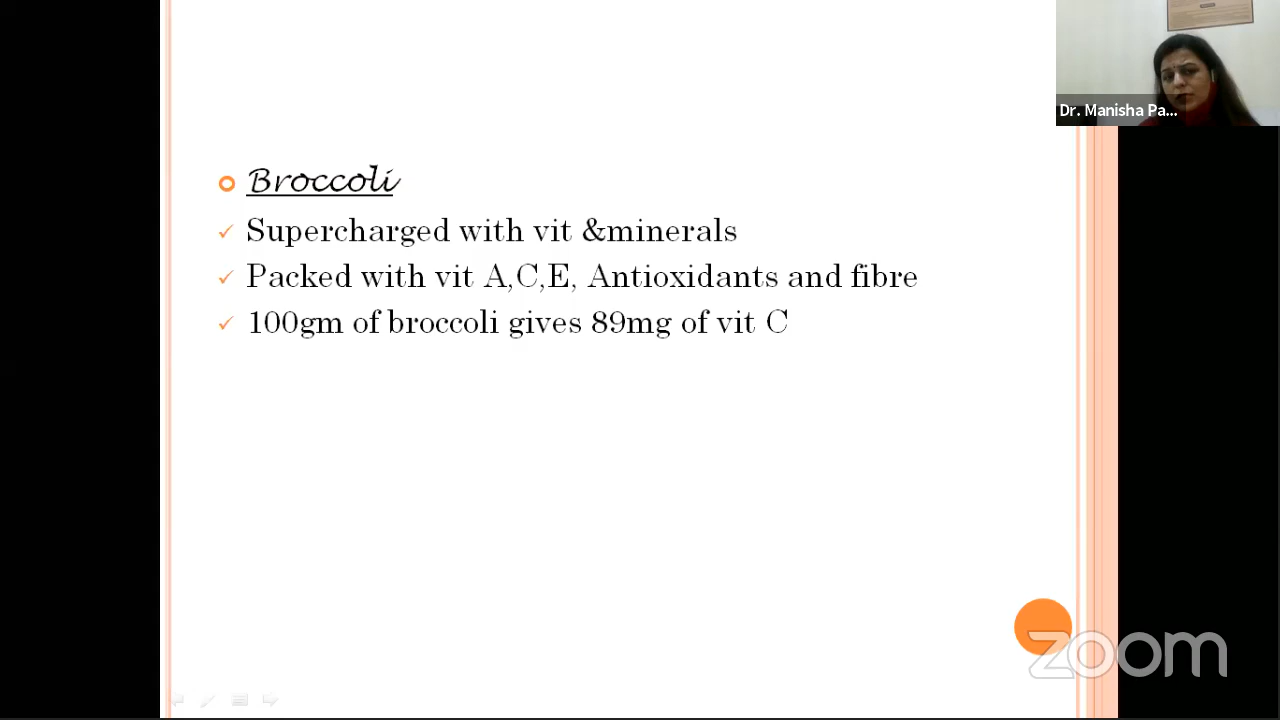 Dr. Manisha Pa...
Broccoli
Supercharged with vit &minerals
Packed with vit A,C,E, Antioxidants and fibre
100gm of broccoli gives 89mg of vit C
zoom